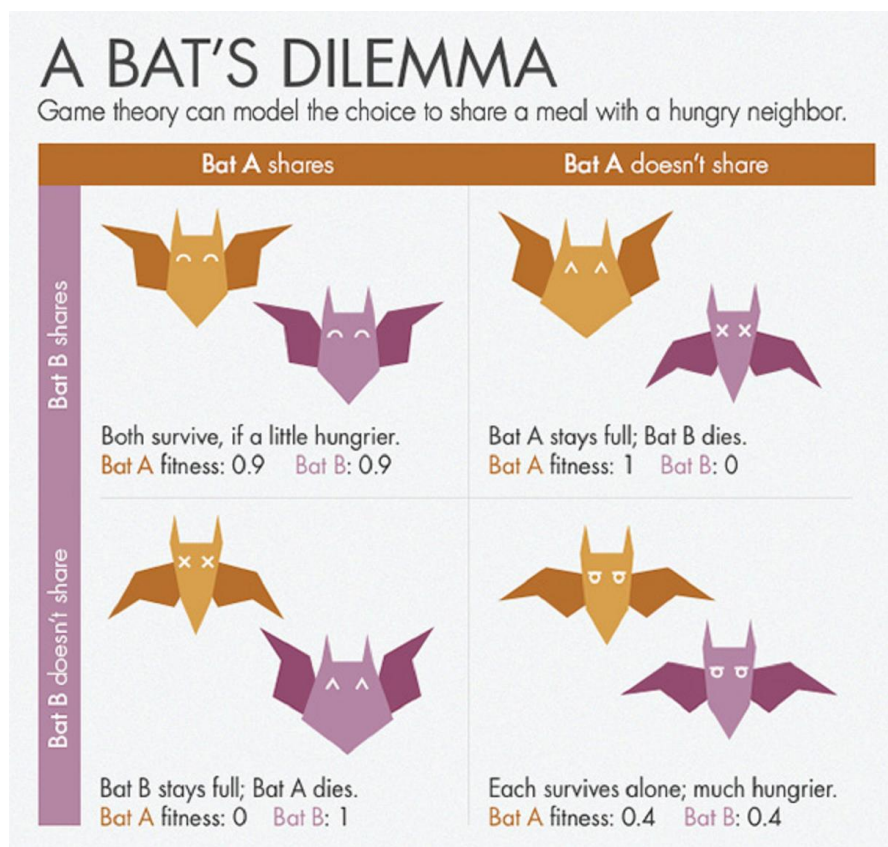 A BAT'S DILEMMA
Game theory can model the choice to share a meal with a hungry neighbor.
Bat A shares
Bat A doesn't share
Bat B shares
Both survive, if a little hungrier.
Bat A fitness: 0.9 Bat B: 0.9
Bat A stays full; Bat B dies.
Bat A fitness: 1 Bat B: 0
Bat B doesn't share
Bat B stays full; Bat A dies.
Bat A fitness: 0 Bat B: 1
Each survives alone; much hungrier.
Bat A fitness: 0.4 Bat B: 0.4